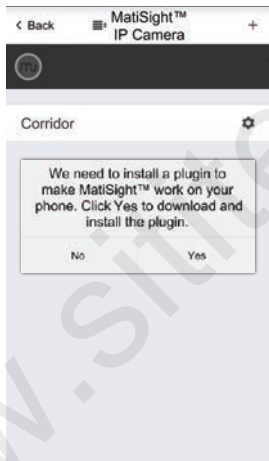 < Back
MatiSight™
IP Camera
+
mu
Corridor
We need to install a plugin to
make MatiSight™ work on your
phone. Click Yes to download and
install the plugin.
No
Yes